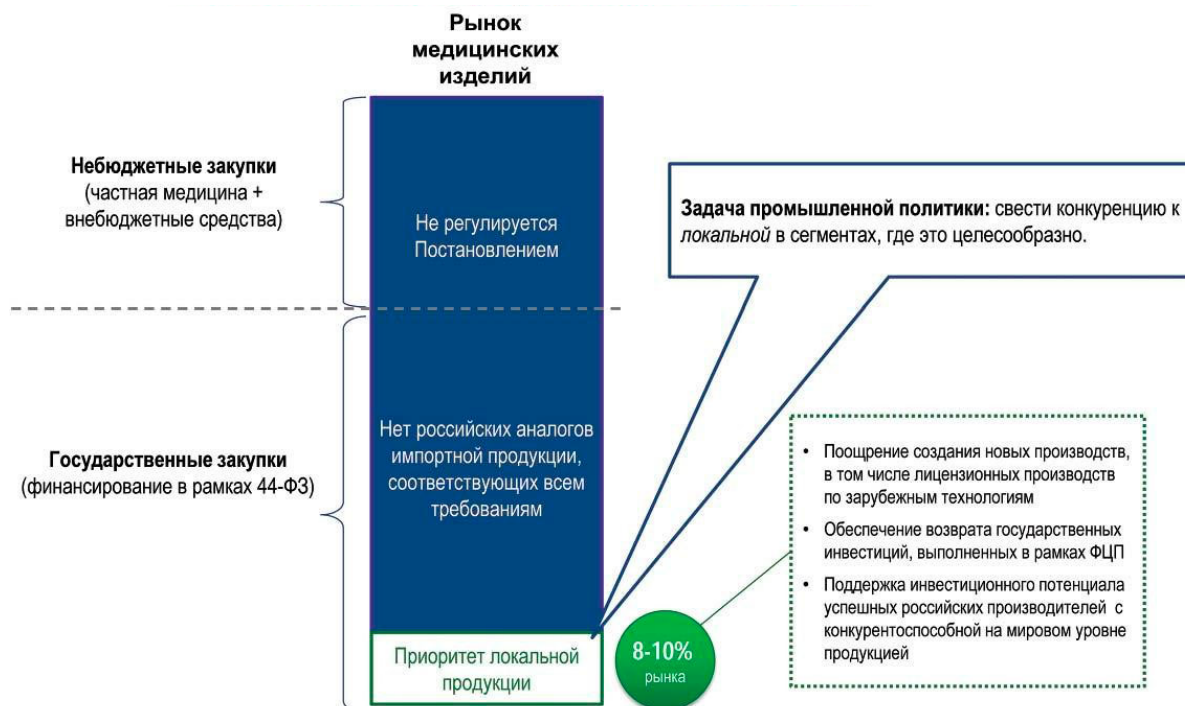 Рынок
медицинских
изделий
Небюджетные закупки
(частная медицина +
внебюджетные средства)
Не регулируется
Постановлением
Задача промышленной политики: свести конкуренцию к
локальной в сегментах, где это целесообразно.
Государственные закупки
(финансирование в рамках 44-ФЗ)
Нет российских аналогов
импортной продукции,
соответствующих всем
требованиям
• Поощрение создания новых производств,
в том числе лицензионных производств
по зарубежным технологиям
• Обеспечение возврата государственных
инвестиций, выполненных в рамках ФЦП
• Поддержка инвестиционного потенциала
успешных российских производителей с
конкурентоспособной на мировом уровне
продукцией
Приоритет локальной
продукции
8-10%
рынка